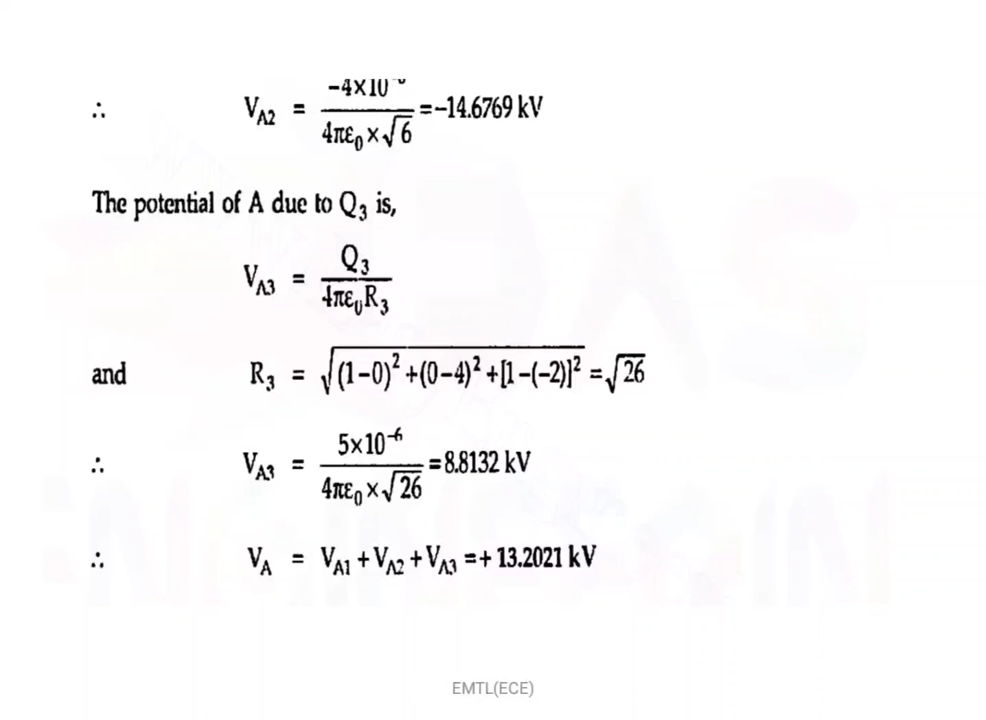 ∴ V_A2 = −4×10⁻⁶ / 4πε₀×√6 = −14.6769 kV
The potential of A due to Q₃ is,
V_A3 = Q₃ / 4πε₀R₃
and R₃ = √(1−0)² + (0−4)² + [1−(−2)]² = √26
∴ V_A3 = 5×10⁻⁶ / 4πε₀×√26 = 8.8132 kV
∴ V_A = V_A1 + V_A2 + V_A3 = + 13.2021 kV
EMTL(ECE)